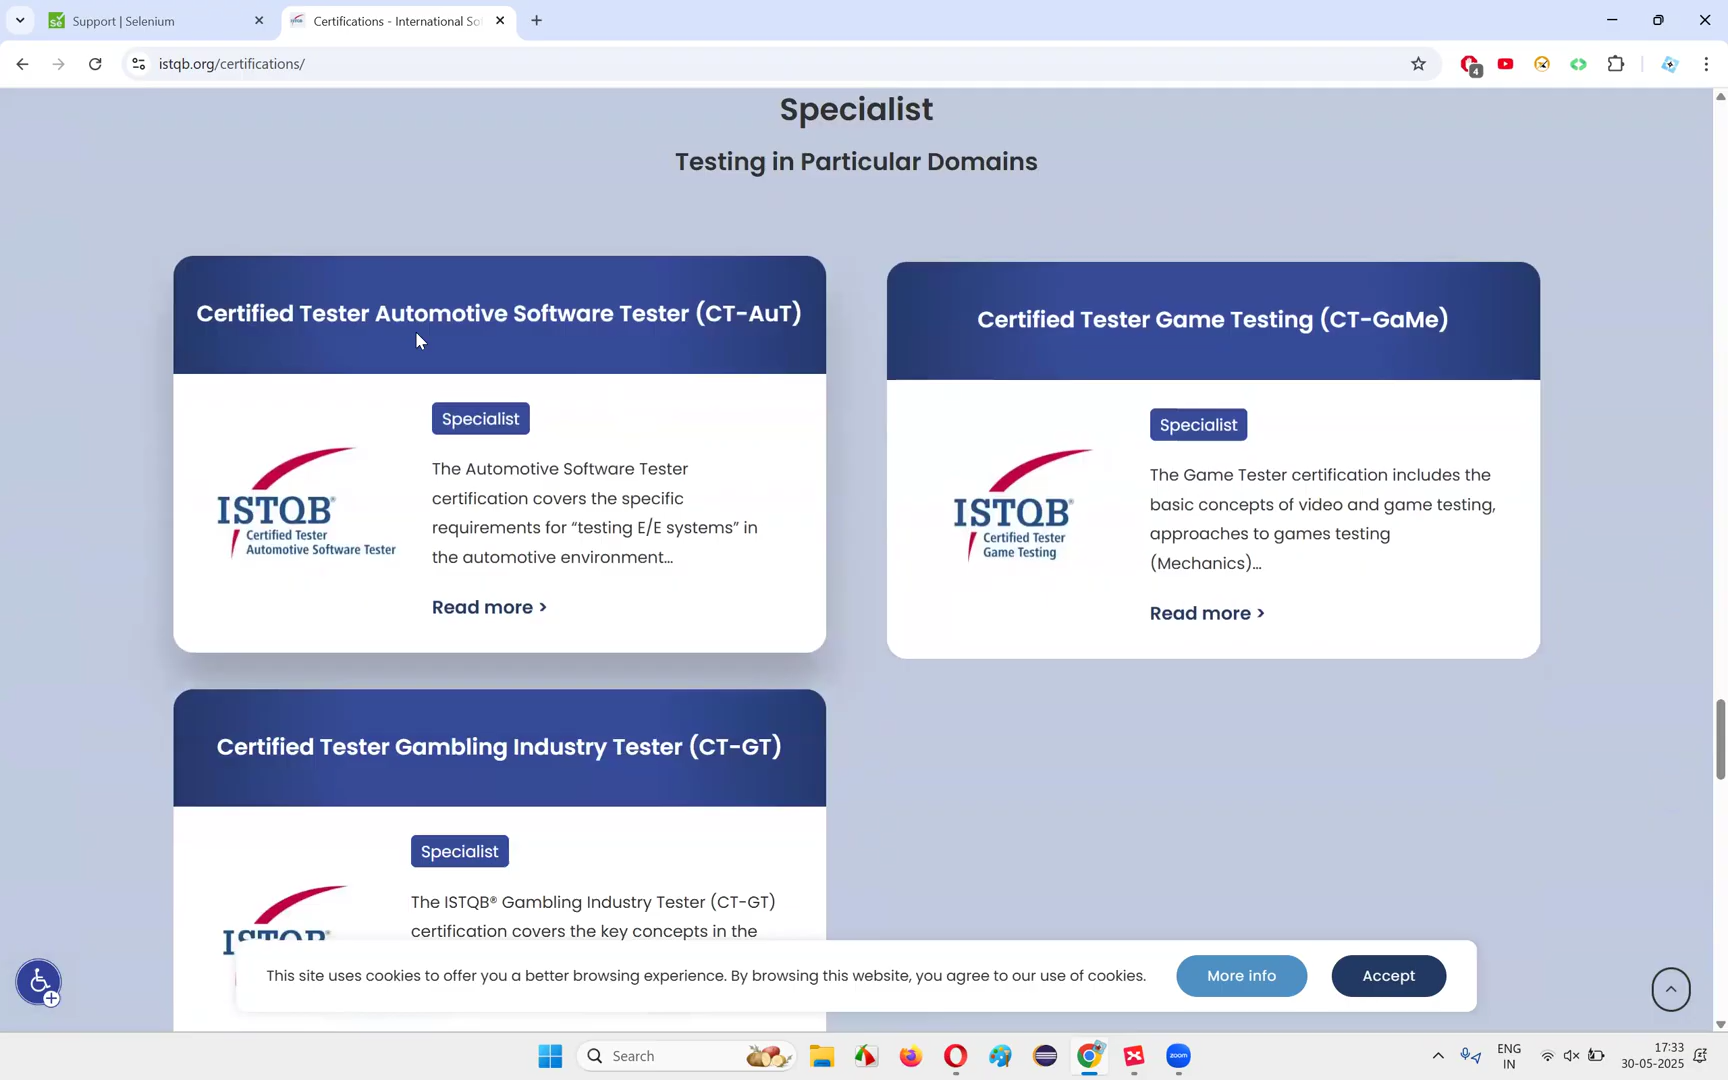 Support | Selenium
Certifications - International So
istqb.org/certifications/
4
Specialist
Testing in Particular Domains
Certified Tester Automotive Software Tester (CT-AuT)
Specialist
The Automotive Software Tester
certification covers the specific
requirements for “testing E/E systems” in
the automotive environment...
Read more >
ISTQB®
Certified Tester
Automotive Software Tester
Certified Tester Game Testing (CT-GaMe)
Specialist
The Game Tester certification includes the
basic concepts of video and game testing,
approaches to games testing
(Mechanics)...
Read more >
ISTQB®
Certified Tester
Game Testing
Certified Tester Gambling Industry Tester (CT-GT)
Specialist
The ISTQB® Gambling Industry Tester (CT-GT)
certification covers the key concepts in the
ISTQB
This site uses cookies to offer you a better browsing experience. By browsing this website, you agree to our use of cookies.
More info
Accept
Search
zoom
ENG
IN
17:33
30-05-2025